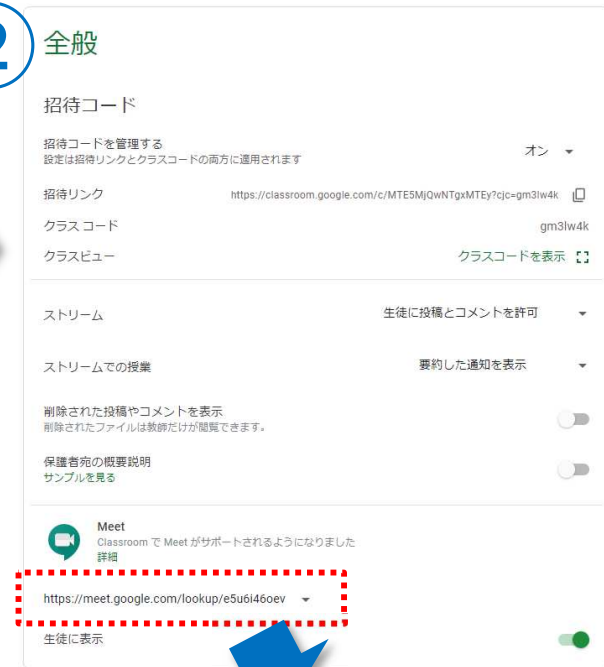 2
全般
招待コード
招待コードを管理する
設定は招待リンクとクラスコードの両方に適用されます
オン
招待リンク https://classroom.google.com/c/MTE5MjQwNTgxMTEy?cjc=gm3lw4k
クラス コード gm3lw4k
クラスビュー クラスコードを表示
ストリーム 生徒に投稿とコメントを許可
ストリームでの授業 要約した通知を表示
削除された投稿やコメントを表示
削除されたファイルは教師だけが閲覧できます。
保護者宛の概要説明
サンプルを見る
Meet
Classroom で Meet がサポートされるようになりました
詳細
https://meet.google.com/lookup/e5u6i46oev
生徒に表示